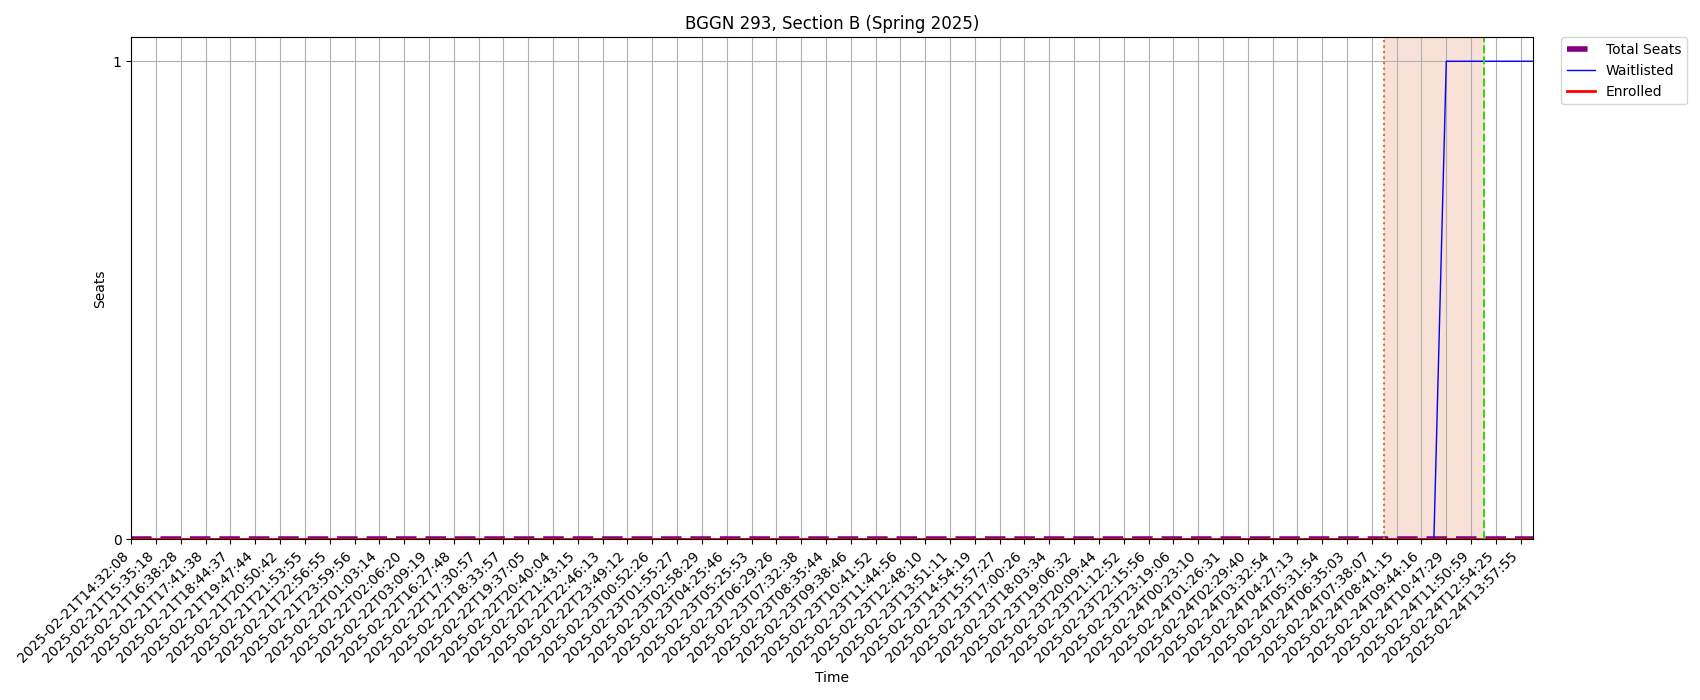 BGGN 293, Section B (Spring 2025)
Total Seats
Waitlisted
Enrolled
Seats
1
0
2025-02-21T14:32:08
2025-02-21T15:35:18
2025-02-21T16:38:28
2025-02-21T17:41:38
2025-02-21T18:44:37
2025-02-21T19:47:44
2025-02-21T20:50:42
2025-02-21T21:53:55
2025-02-21T22:56:55
2025-02-21T23:59:56
2025-02-22T01:03:14
2025-02-22T02:06:20
2025-02-22T03:09:19
2025-02-22T16:27:48
2025-02-22T17:30:57
2025-02-22T18:33:57
2025-02-22T19:37:05
2025-02-22T20:40:04
2025-02-22T21:43:15
2025-02-22T22:46:13
2025-02-22T23:49:12
2025-02-23T00:52:26
2025-02-23T01:55:27
2025-02-23T02:58:29
2025-02-23T04:25:46
2025-02-23T05:25:53
2025-02-23T06:29:26
2025-02-23T07:32:38
2025-02-23T08:35:44
2025-02-23T09:38:46
2025-02-23T10:41:52
2025-02-23T11:44:56
2025-02-23T12:48:10
2025-02-23T13:51:11
2025-02-23T14:54:19
2025-02-23T15:57:27
2025-02-23T17:00:26
2025-02-23T18:03:34
2025-02-23T19:06:32
2025-02-23T20:09:44
2025-02-23T21:12:52
2025-02-23T22:15:56
2025-02-23T23:19:06
2025-02-24T00:23:10
2025-02-24T01:26:31
2025-02-24T02:29:40
2025-02-24T03:32:54
2025-02-24T04:27:13
2025-02-24T05:31:54
2025-02-24T06:35:03
2025-02-24T07:38:07
2025-02-24T08:41:15
2025-02-24T09:44:16
2025-02-24T10:47:29
2025-02-24T11:50:59
2025-02-24T12:54:25
2025-02-24T13:57:55
Time